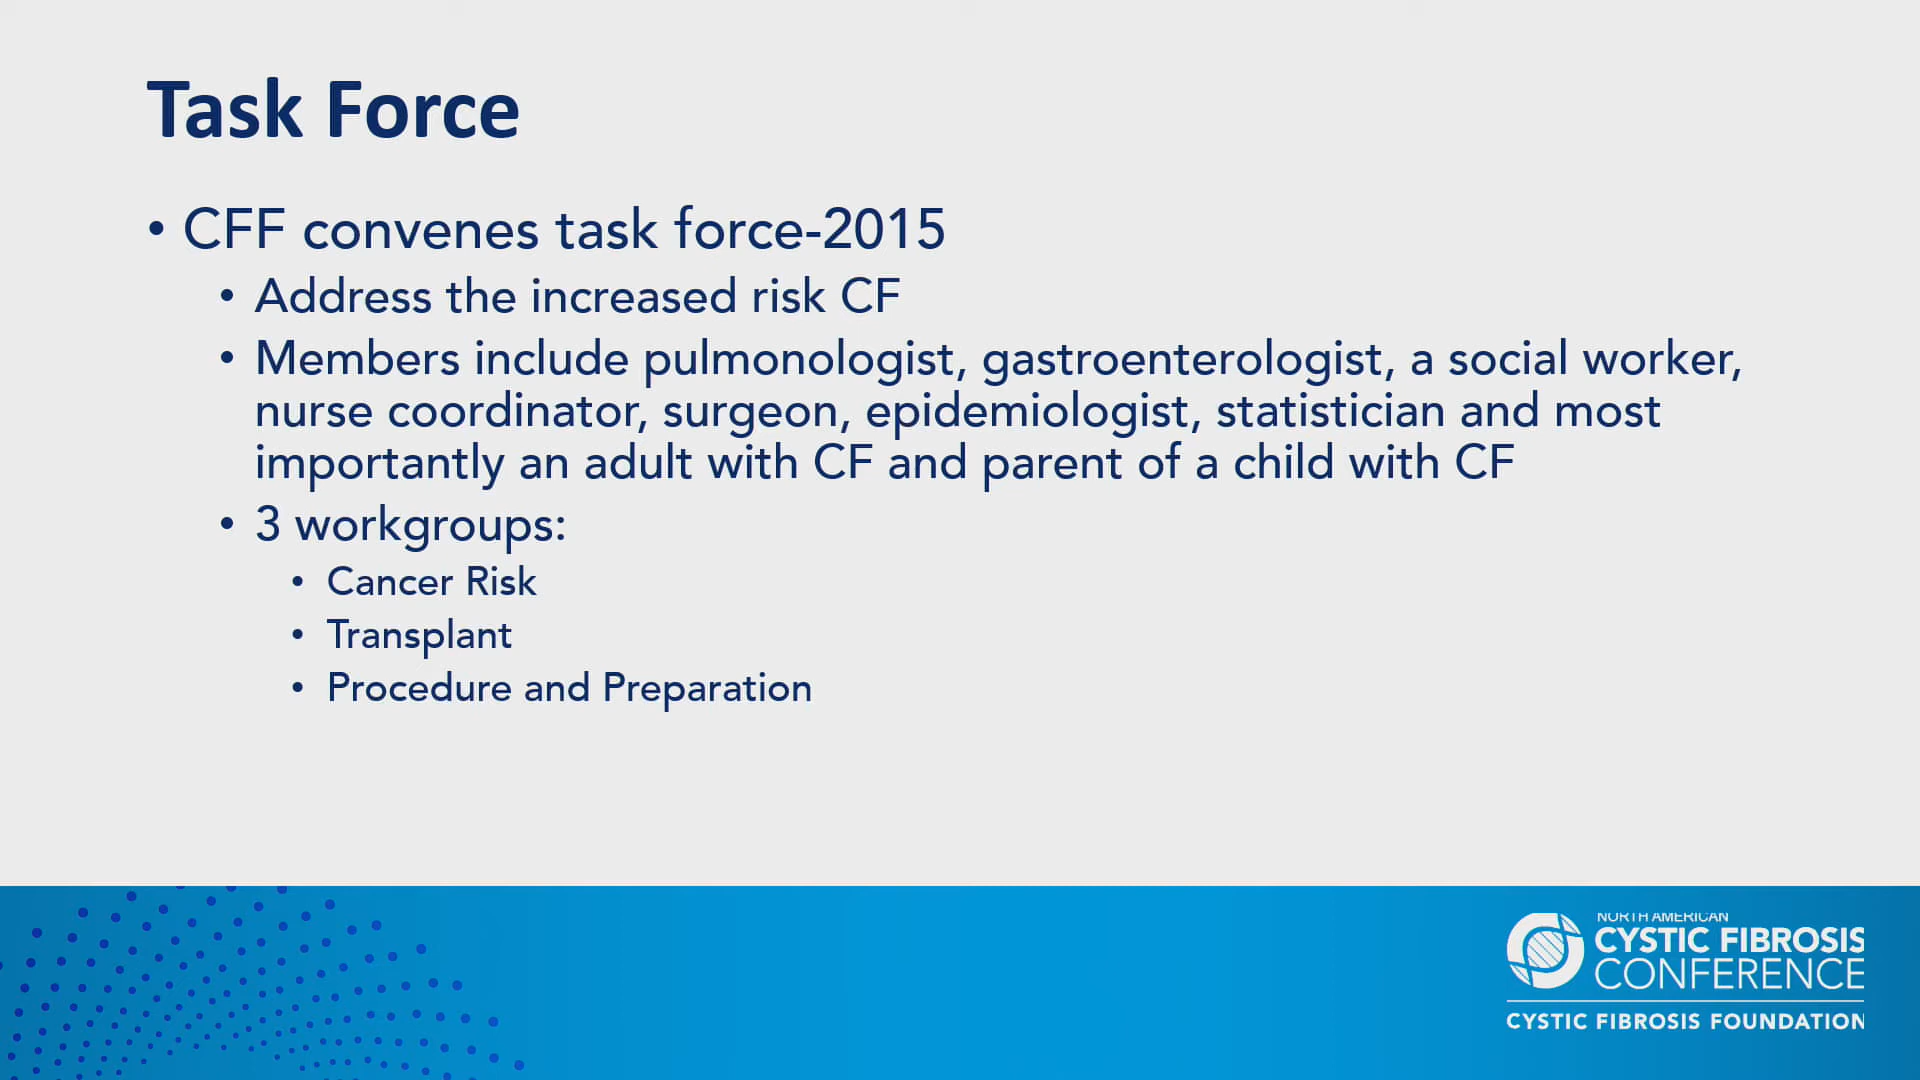 Task Force
• CFF convenes task force-2015
• Address the increased risk CF
• Members include pulmonologist, gastroenterologist, a social worker,
nurse coordinator, surgeon, epidemiologist, statistician and most
importantly an adult with CF and parent of a child with CF
• 3 workgroups:
• Cancer Risk
• Transplant
• Procedure and Preparation
NORTH AMERICAN
CYSTIC FIBROSIS
CONFERENCE
CYSTIC FIBROSIS FOUNDATION